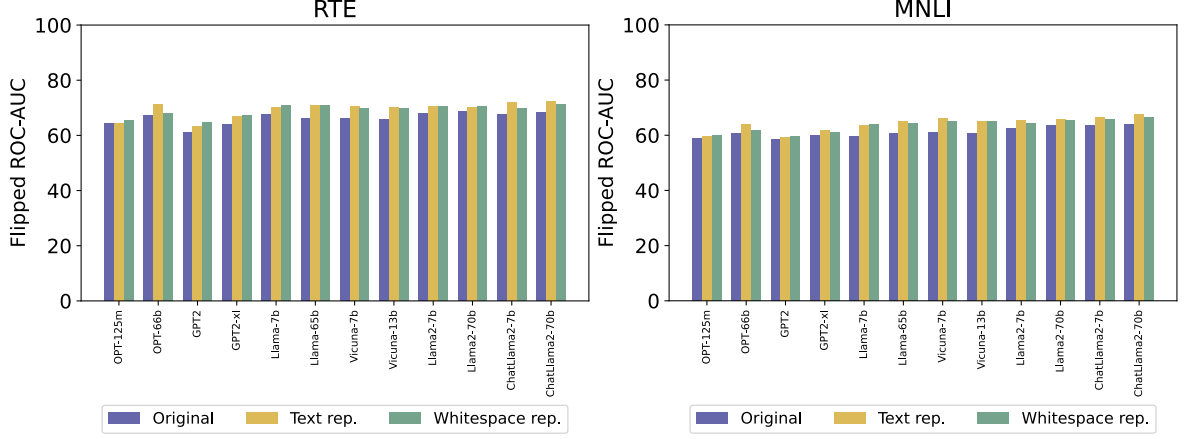 RTE
Flipped ROC-AUC
100
80
60
40
20
0
OPT-125m
OPT-66b
GPT2
GPT2-xl
Llama-7b
Llama-65b
Vicuna-7b
Vicuna-13b
Llama2-7b
Llama2-70b
ChatLlama2-7b
ChatLlama2-70b
Original Text rep. Whitespace rep.
MNLI
Flipped ROC-AUC
100
80
60
40
20
0
OPT-125m
OPT-66b
GPT2
GPT2-xl
Llama-7b
Llama-65b
Vicuna-7b
Vicuna-13b
Llama2-7b
Llama2-70b
ChatLlama2-7b
ChatLlama2-70b
Original Text rep. Whitespace rep.